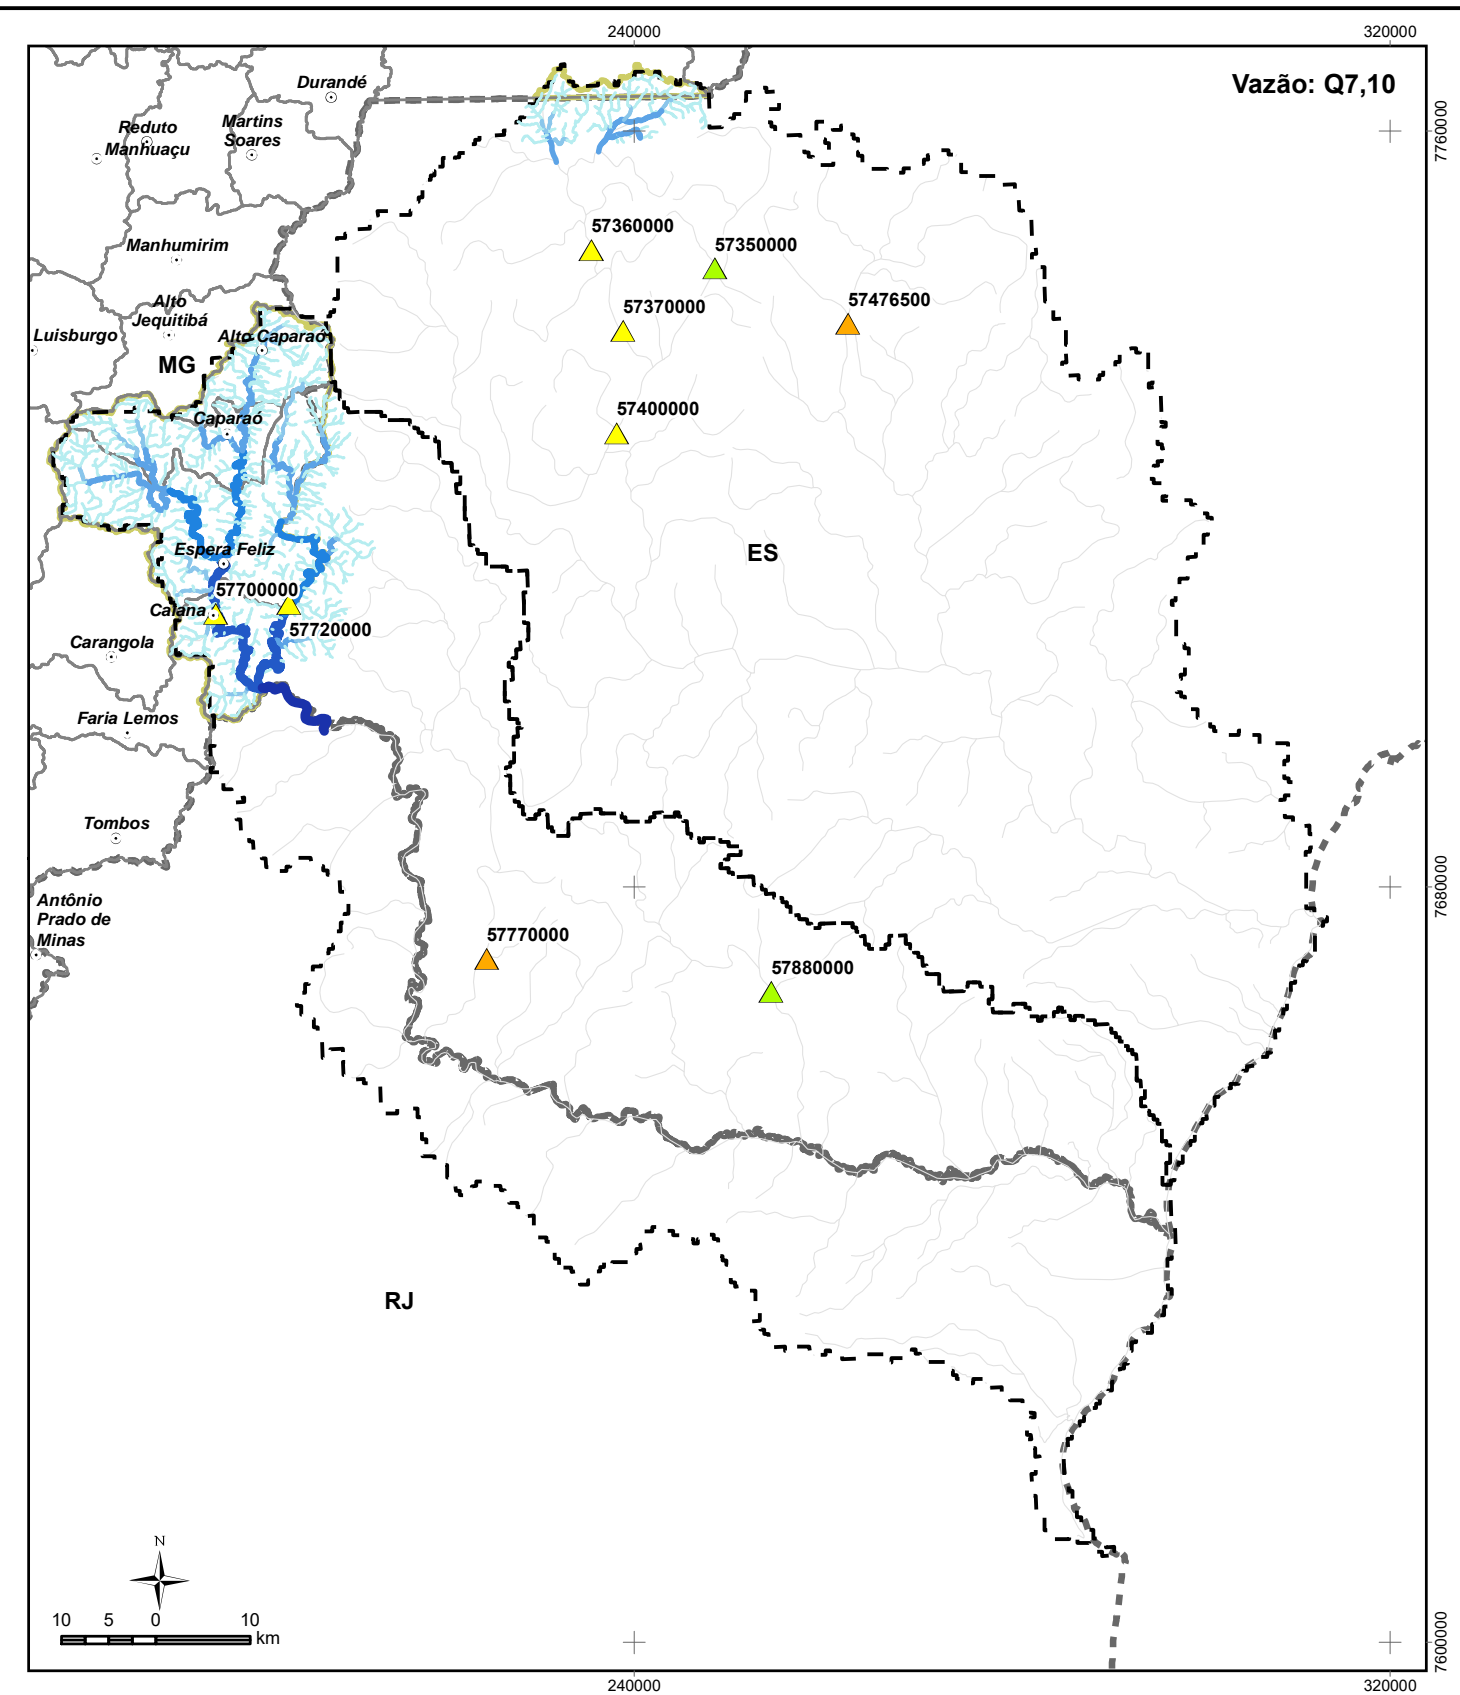 240000
320000
Vazão: Q7,10
7760000
Durandé
Reduto
Martins
Soares
Manhuaçu
57360000
57350000
Manhumirim
57370000
57476500
Alto
Jequitibá
Luisburgo
Alto Caparaó
MG
57400000
Caparaó
ES
Espera Feliz
57700000
Caiana
57720000
Carangola
Faria Lemos
Tombos
7680000
Antônio
Prado de
Minas
57770000
57880000
RJ
N
10 5 0 10
km
7600000
240000
320000